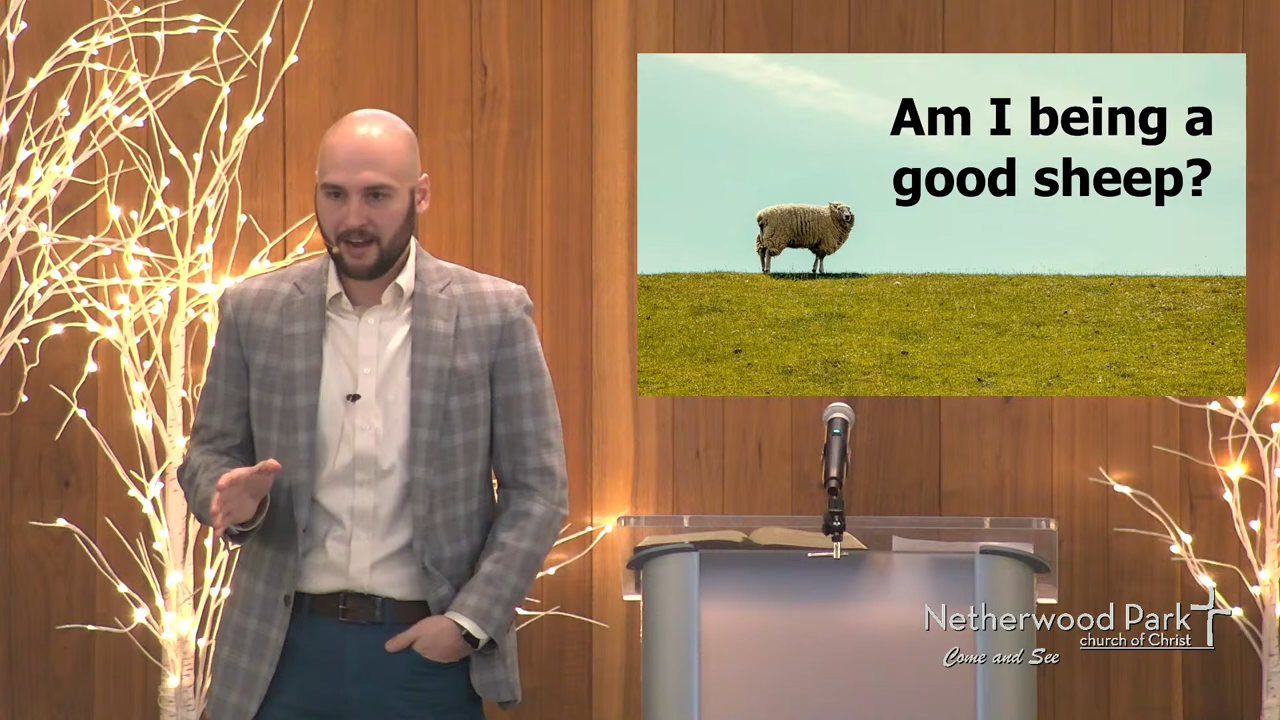 Am I being a
good sheep?
Netherwood Park
church of Christ
Come and See